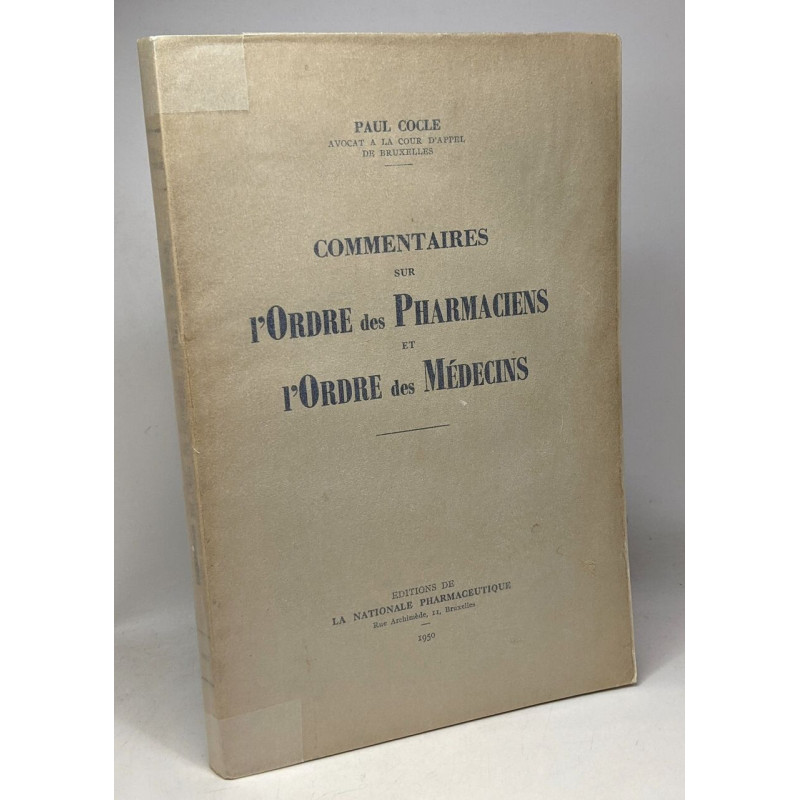 PAUL COCLE
AVOCAT A LA COUR D'APPEL
DE BRUXELLES
COMMENTAIRES
SUR
l'ORDRE des PHARMACIENS
ET
l'ORDRE des MÉDECINS
EDITIONS DE
LA NATIONALE PHARMACEUTIQUE
Rue Archimède, 11, Bruxelles
1950